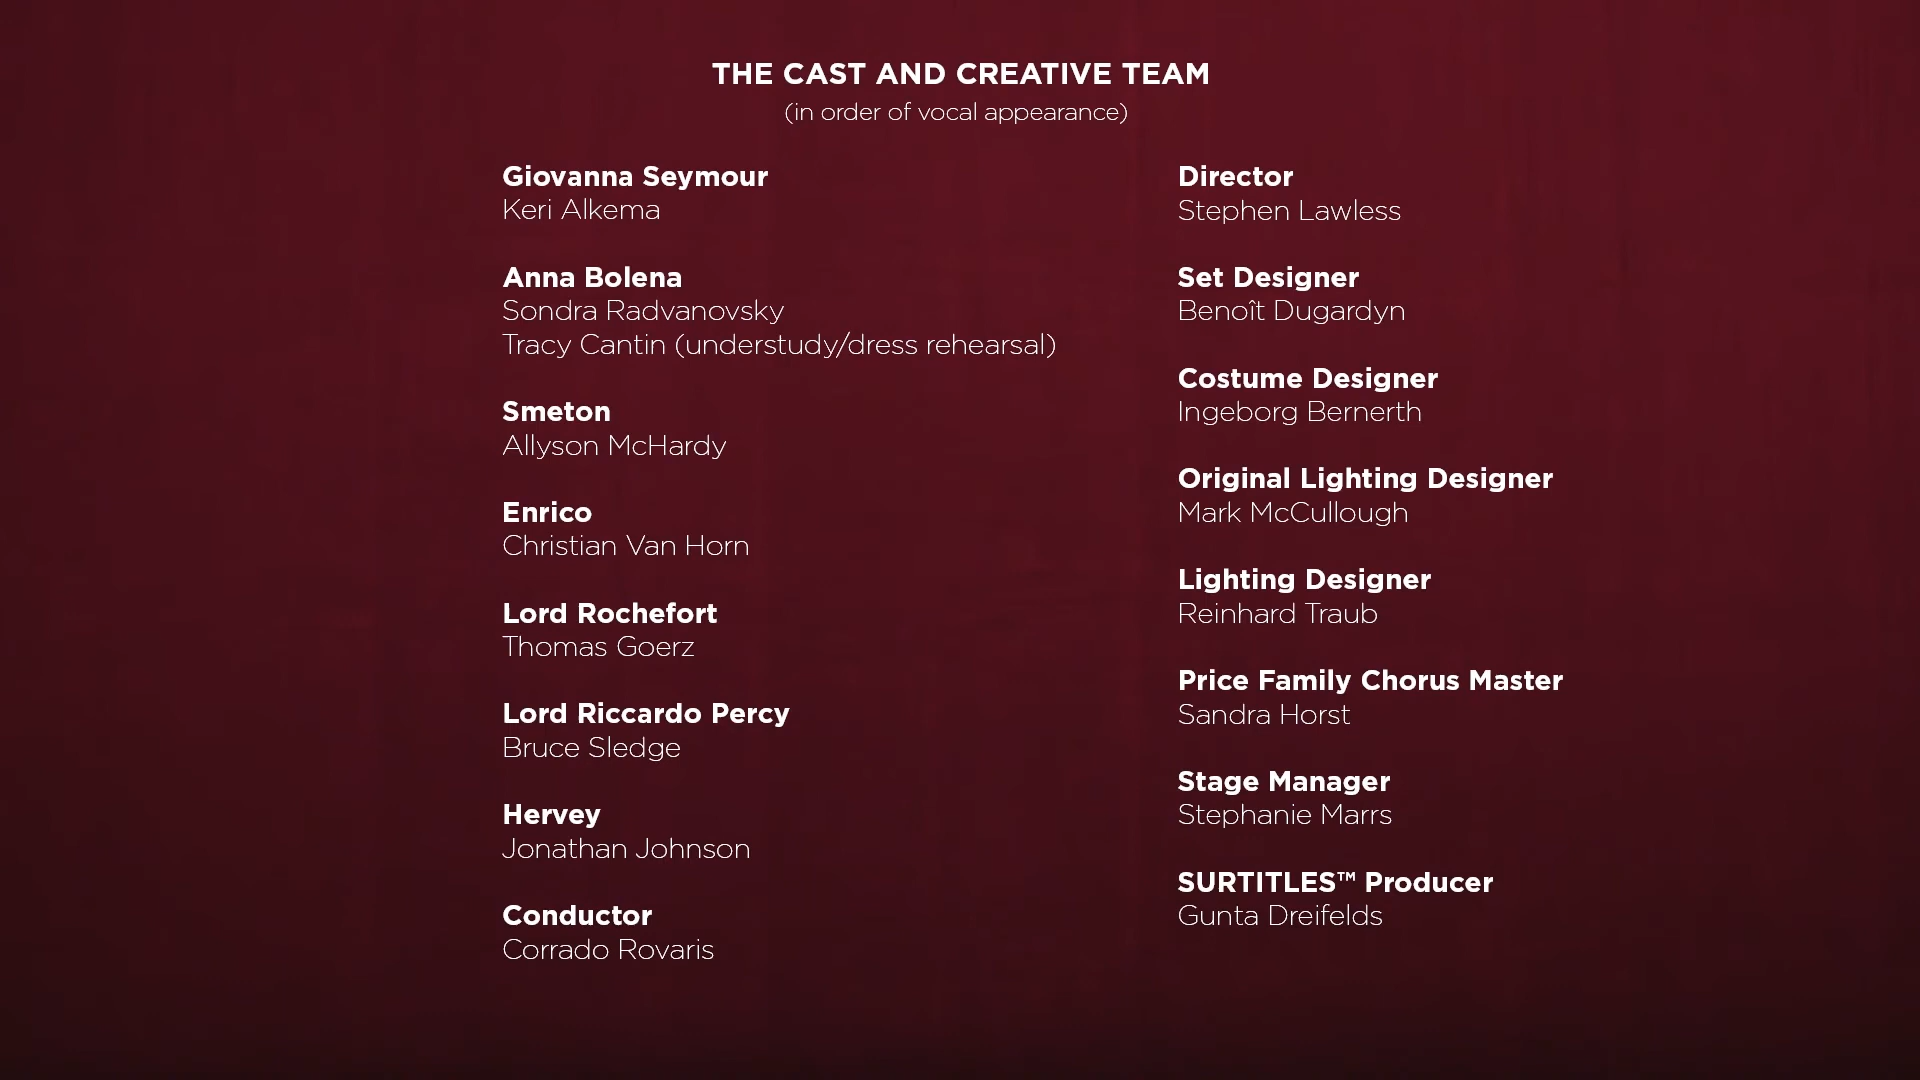 THE CAST AND CREATIVE TEAM
(in order of vocal appearance)
Giovanna Seymour
Keri Alkema
Anna Bolena
Sondra Radvanovsky
Tracy Cantin (understudy/dress rehearsal)
Smeton
Allyson McHardy
Enrico
Christian Van Horn
Lord Rochefort
Thomas Goerz
Lord Riccardo Percy
Bruce Sledge
Hervey
Jonathan Johnson
Conductor
Corrado Rovaris
Director
Stephen Lawless
Set Designer
Benoît Dugardyn
Costume Designer
Ingeborg Bernerth
Original Lighting Designer
Mark McCullough
Lighting Designer
Reinhard Traub
Price Family Chorus Master
Sandra Horst
Stage Manager
Stephanie Marrs
SURTITLES™ Producer
Gunta Dreifelds